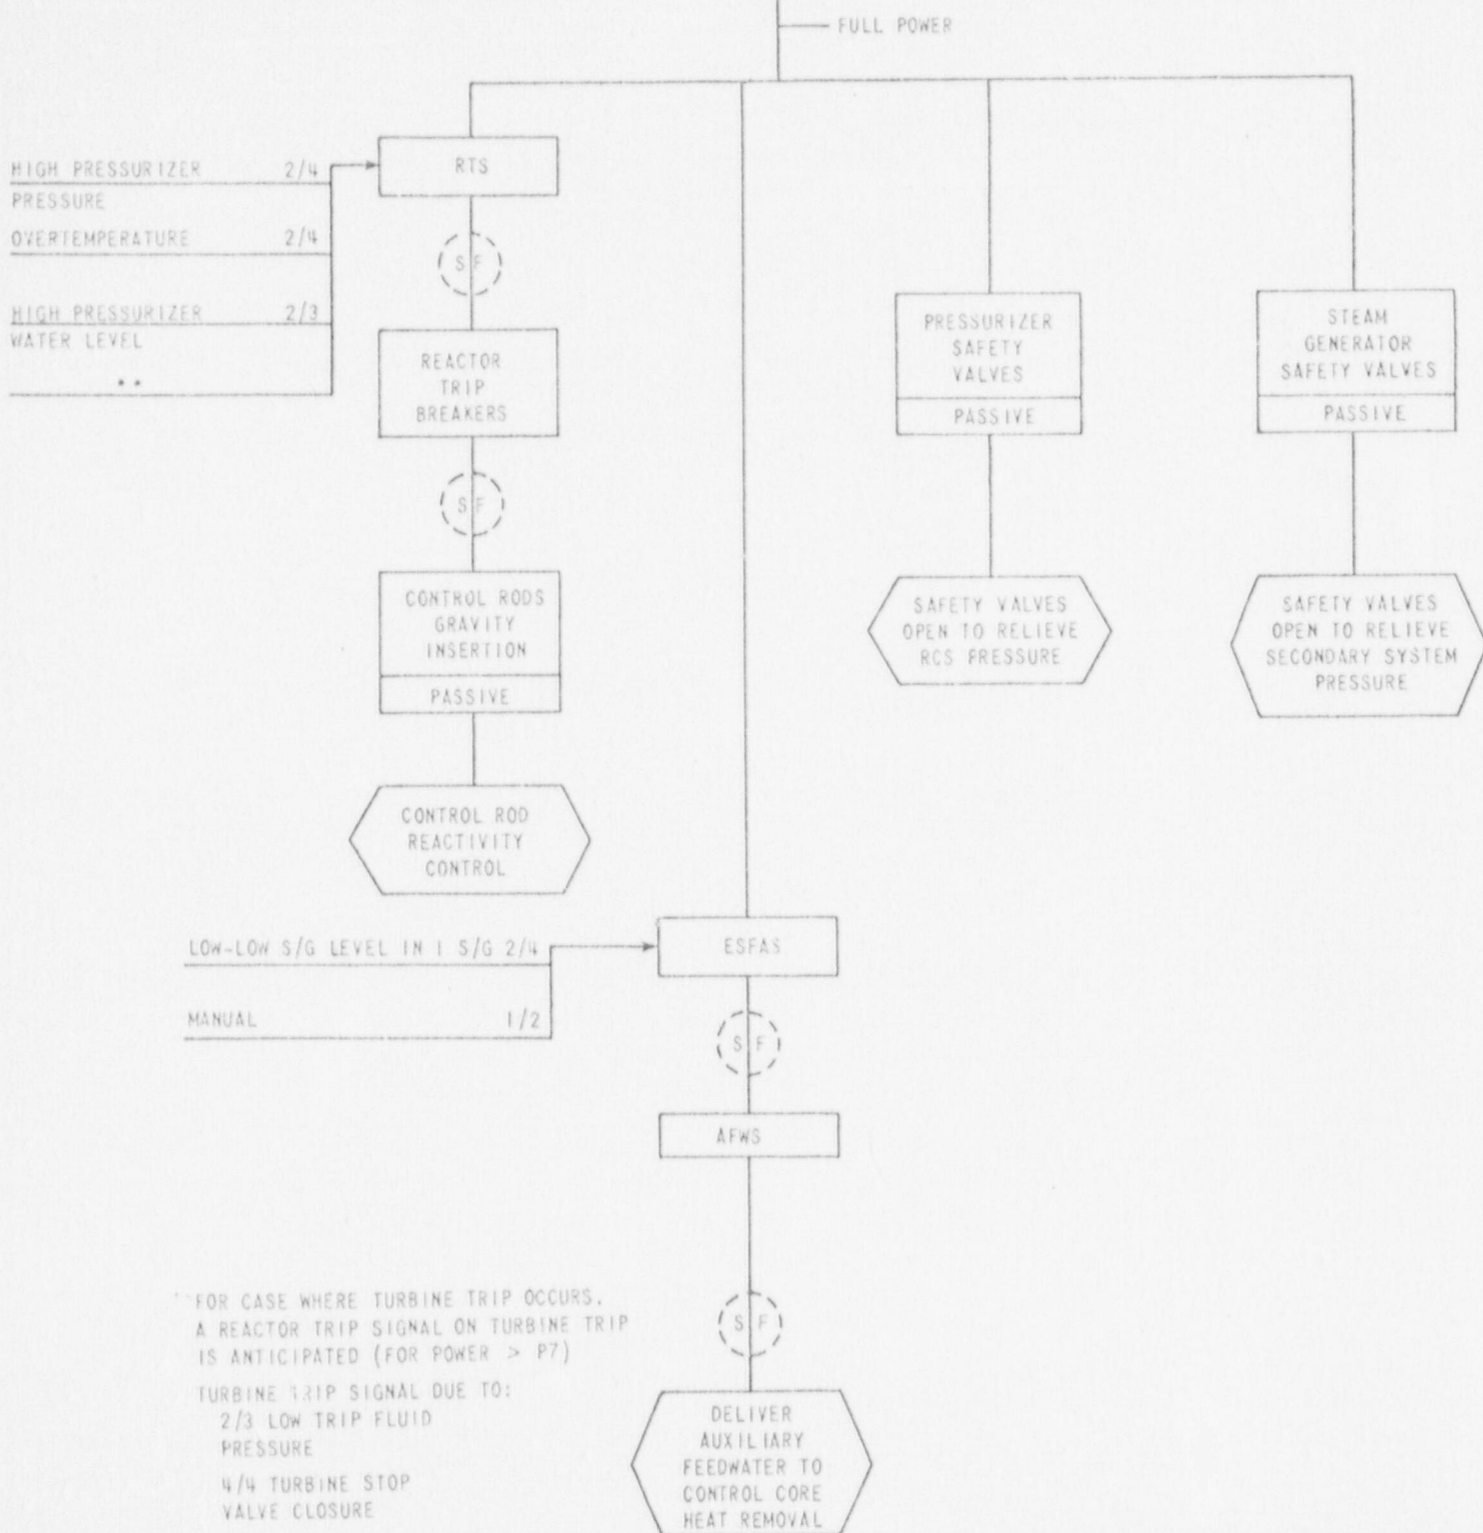 FULL POWER
RTS
HIGH PRESSURIZER 2/4
PRESSURE
OVERTEMPERATURE 2/4
HIGH PRESSURIZER 2/3
WATER LEVEL
**
S F
REACTOR
TRIP
BREAKERS
S F
CONTROL RODS
GRAVITY
INSERTION
PASSIVE
CONTROL ROD
REACTIVITY
CONTROL
PRESSURIZER
SAFETY
VALVES
PASSIVE
SAFETY VALVES
OPEN TO RELIEVE
RCS PRESSURE
STEAM
GENERATOR
SAFETY VALVES
PASSIVE
SAFETY VALVES
OPEN TO RELIEVE
SECONDARY SYSTEM
PRESSURE
LOW-LOW S/G LEVEL IN 1 S/G 2/4
MANUAL 1/2
ESFAS
S F
AFWS
S F
DELIVER
AUXILIARY
FEEDWATER TO
CONTROL CORE
HEAT REMOVAL
**FOR CASE WHERE TURBINE TRIP OCCURS,
A REACTOR TRIP SIGNAL ON TURBINE TRIP
IS ANTICIPATED (FOR POWER > P7)
TURBINE TRIP SIGNAL DUE TO:
2/3 LOW TRIP FLUID
PRESSURE
4/4 TURBINE STOP
VALVE CLOSURE